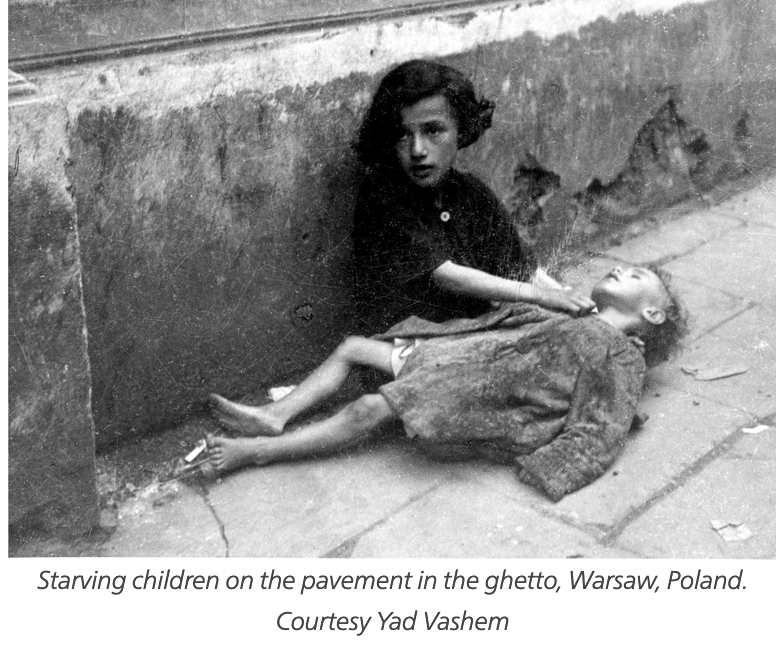 Starving children on the pavement in the ghetto, Warsaw, Poland.
Courtesy Yad Vashem